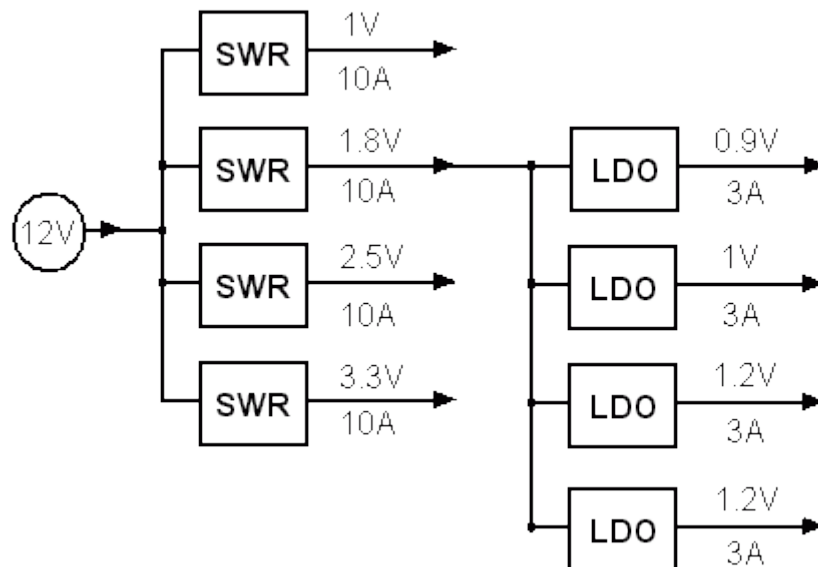 12V
SWR
1V
10A
SWR
1.8V
10A
SWR
2.5V
10A
SWR
3.3V
10A
LDO
0.9V
3A
LDO
1V
3A
LDO
1.2V
3A
LDO
1.2V
3A